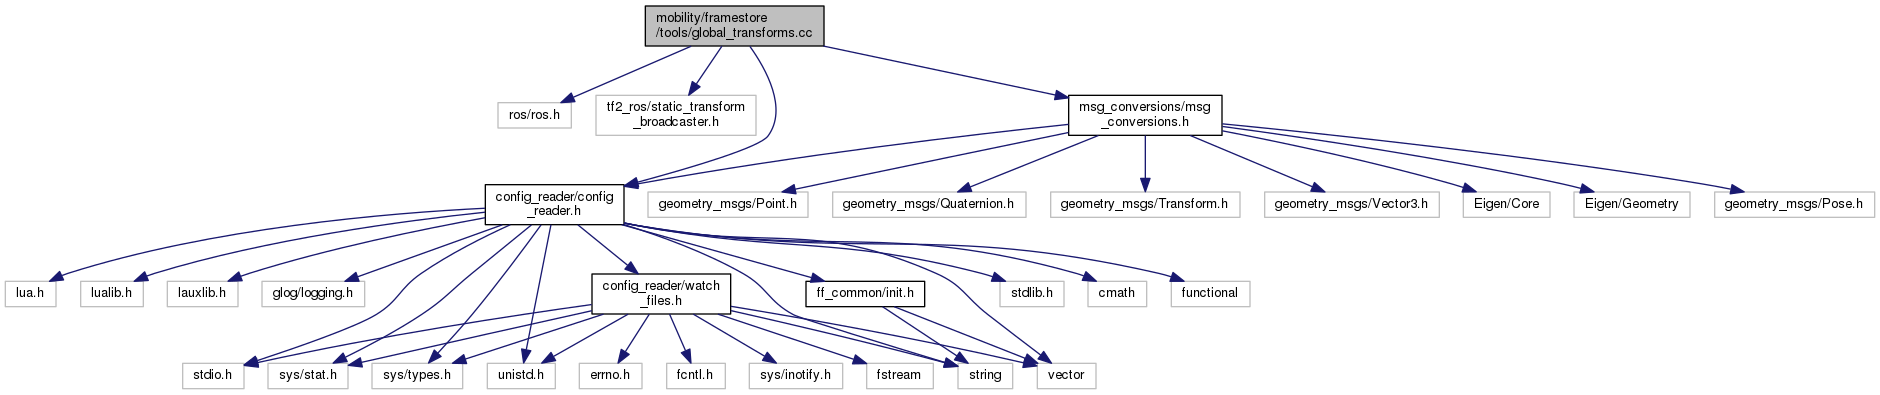 mobility/framestore
/tools/global_transforms.cc
ros/ros.h
tf2_ros/static_transform
_broadcaster.h
msg_conversions/msg
_conversions.h
config_reader/config
_reader.h
geometry_msgs/Point.h
geometry_msgs/Quaternion.h
geometry_msgs/Transform.h
geometry_msgs/Vector3.h
Eigen/Core
Eigen/Geometry
geometry_msgs/Pose.h
lua.h
lualib.h
lauxlib.h
glog/logging.h
config_reader/watch
_files.h
ff_common/init.h
stdlib.h
cmath
functional
stdio.h
sys/stat.h
sys/types.h
unistd.h
errno.h
fcntl.h
sys/inotify.h
fstream
string
vector